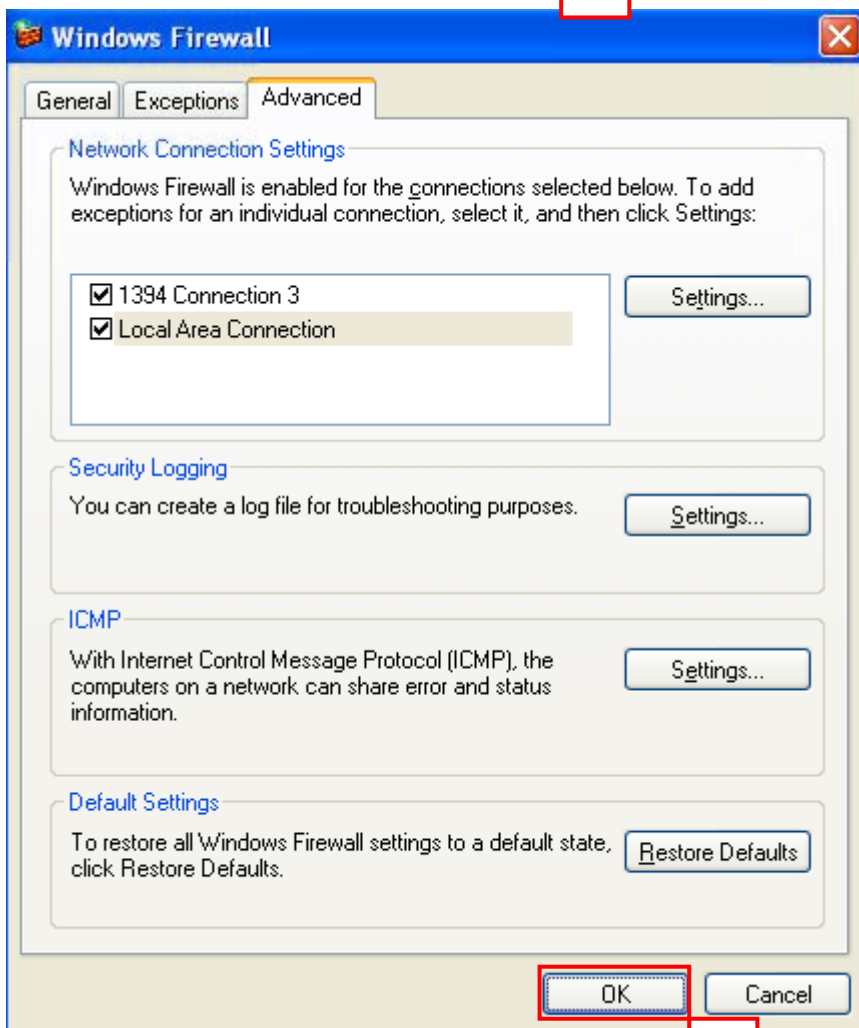 Windows Firewall
General Exceptions Advanced
Network Connection Settings
Windows Firewall is enabled for the connections selected below. To add
exceptions for an individual connection, select it, and then click Settings:
1394 Connection 3
Settings...
Local Area Connection
Security Logging
You can create a log file for troubleshooting purposes.
Settings...
ICMP
With Internet Control Message Protocol (ICMP), the
computers on a network can share error and status
information.
Settings...
Default Settings
To restore all Windows Firewall settings to a default state,
click Restore Defaults.
Restore Defaults
OK Cancel